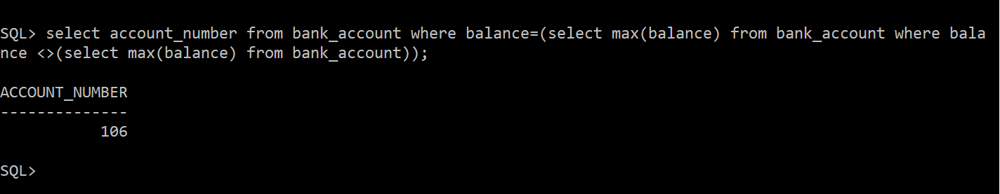 SQL> select account_number from bank_account where balance=(select max(balance) from bank_account where bala
nce <>(select max(balance) from bank_account));
ACCOUNT_NUMBER
--------------
106
SQL>